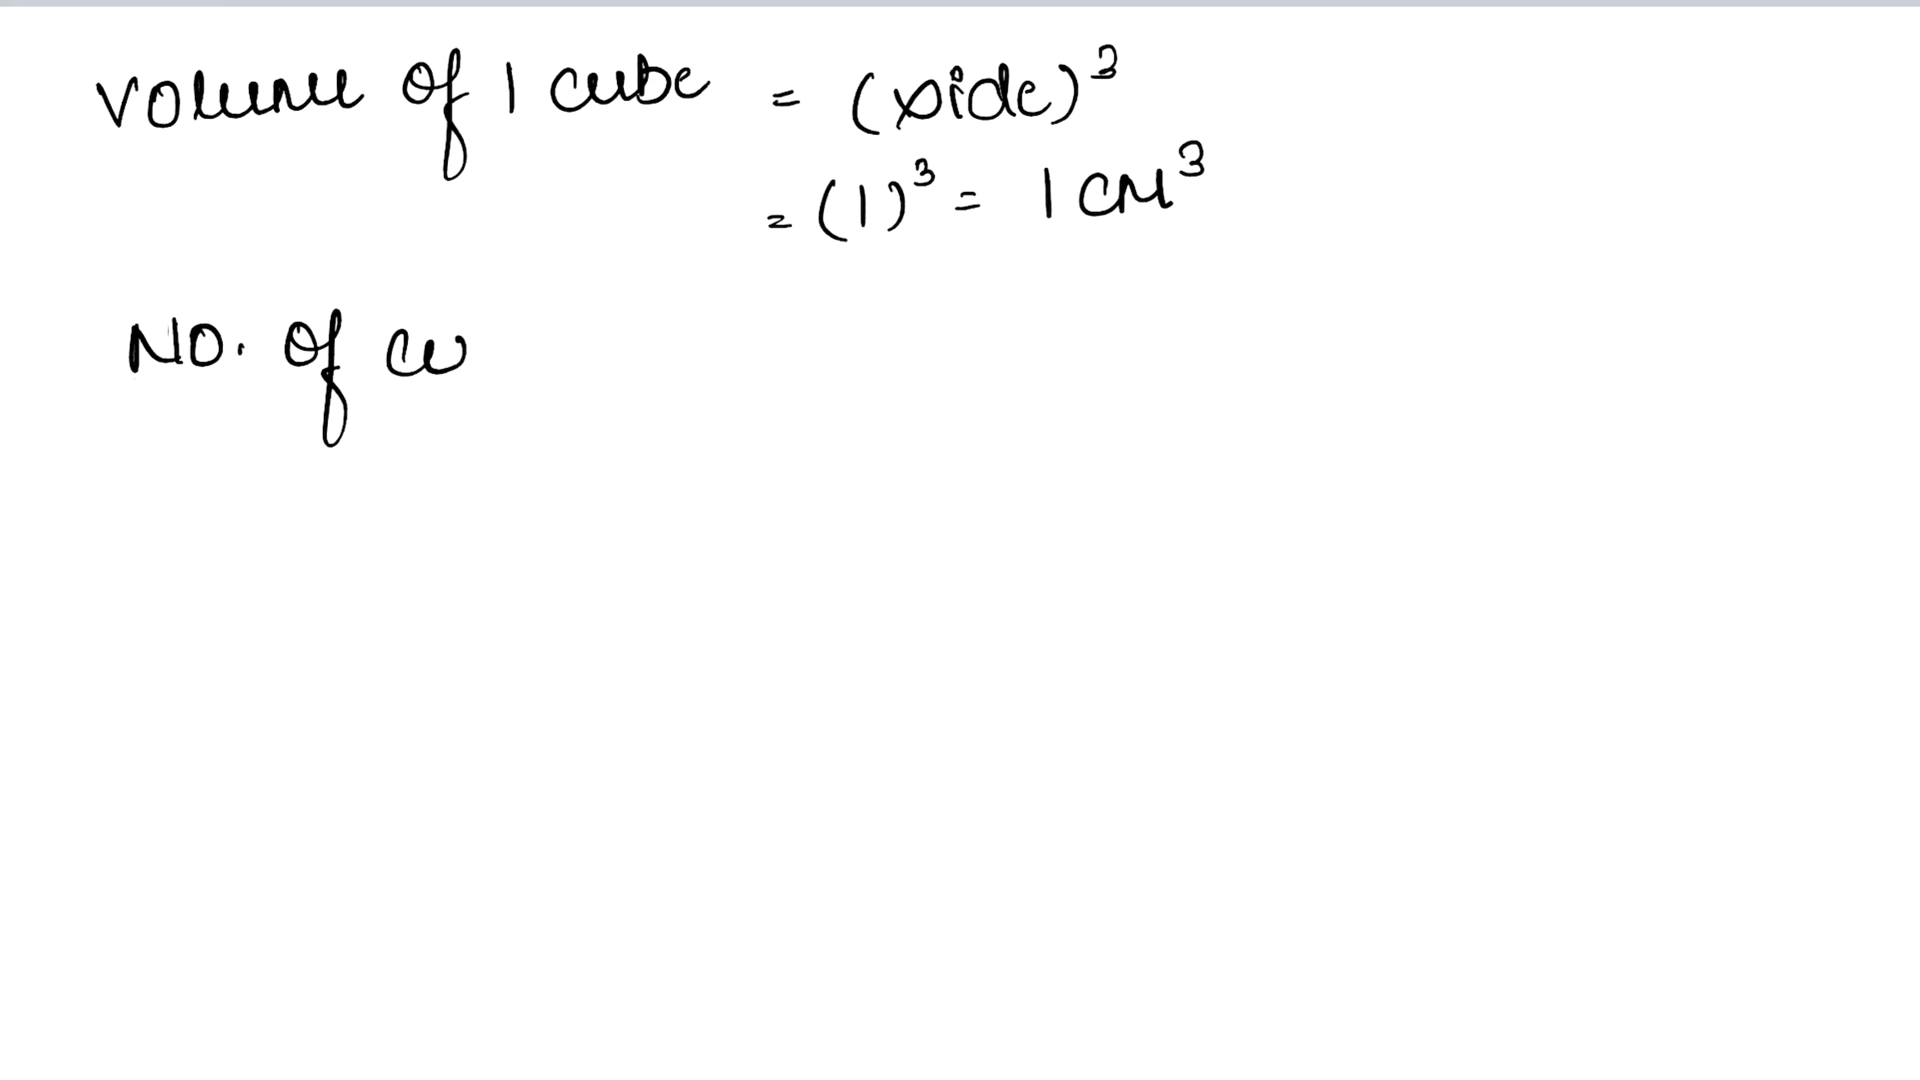 Volume of 1 cube = (side)³
= (1)³ = 1 cm³
No. of cu